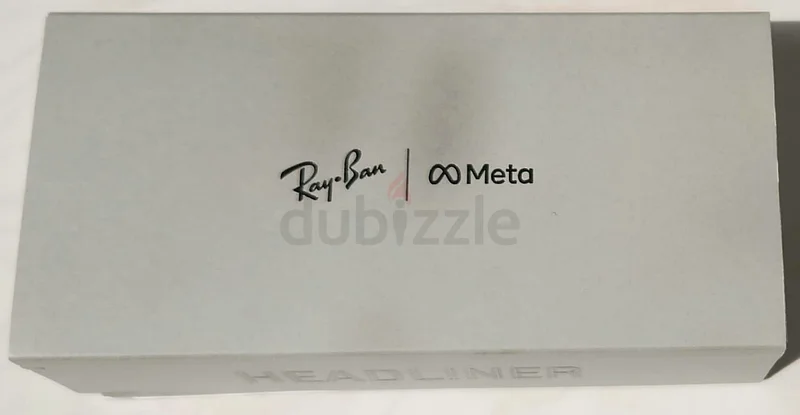 Ray-Ban | ∞ Meta
dubizzle
HEADLINER